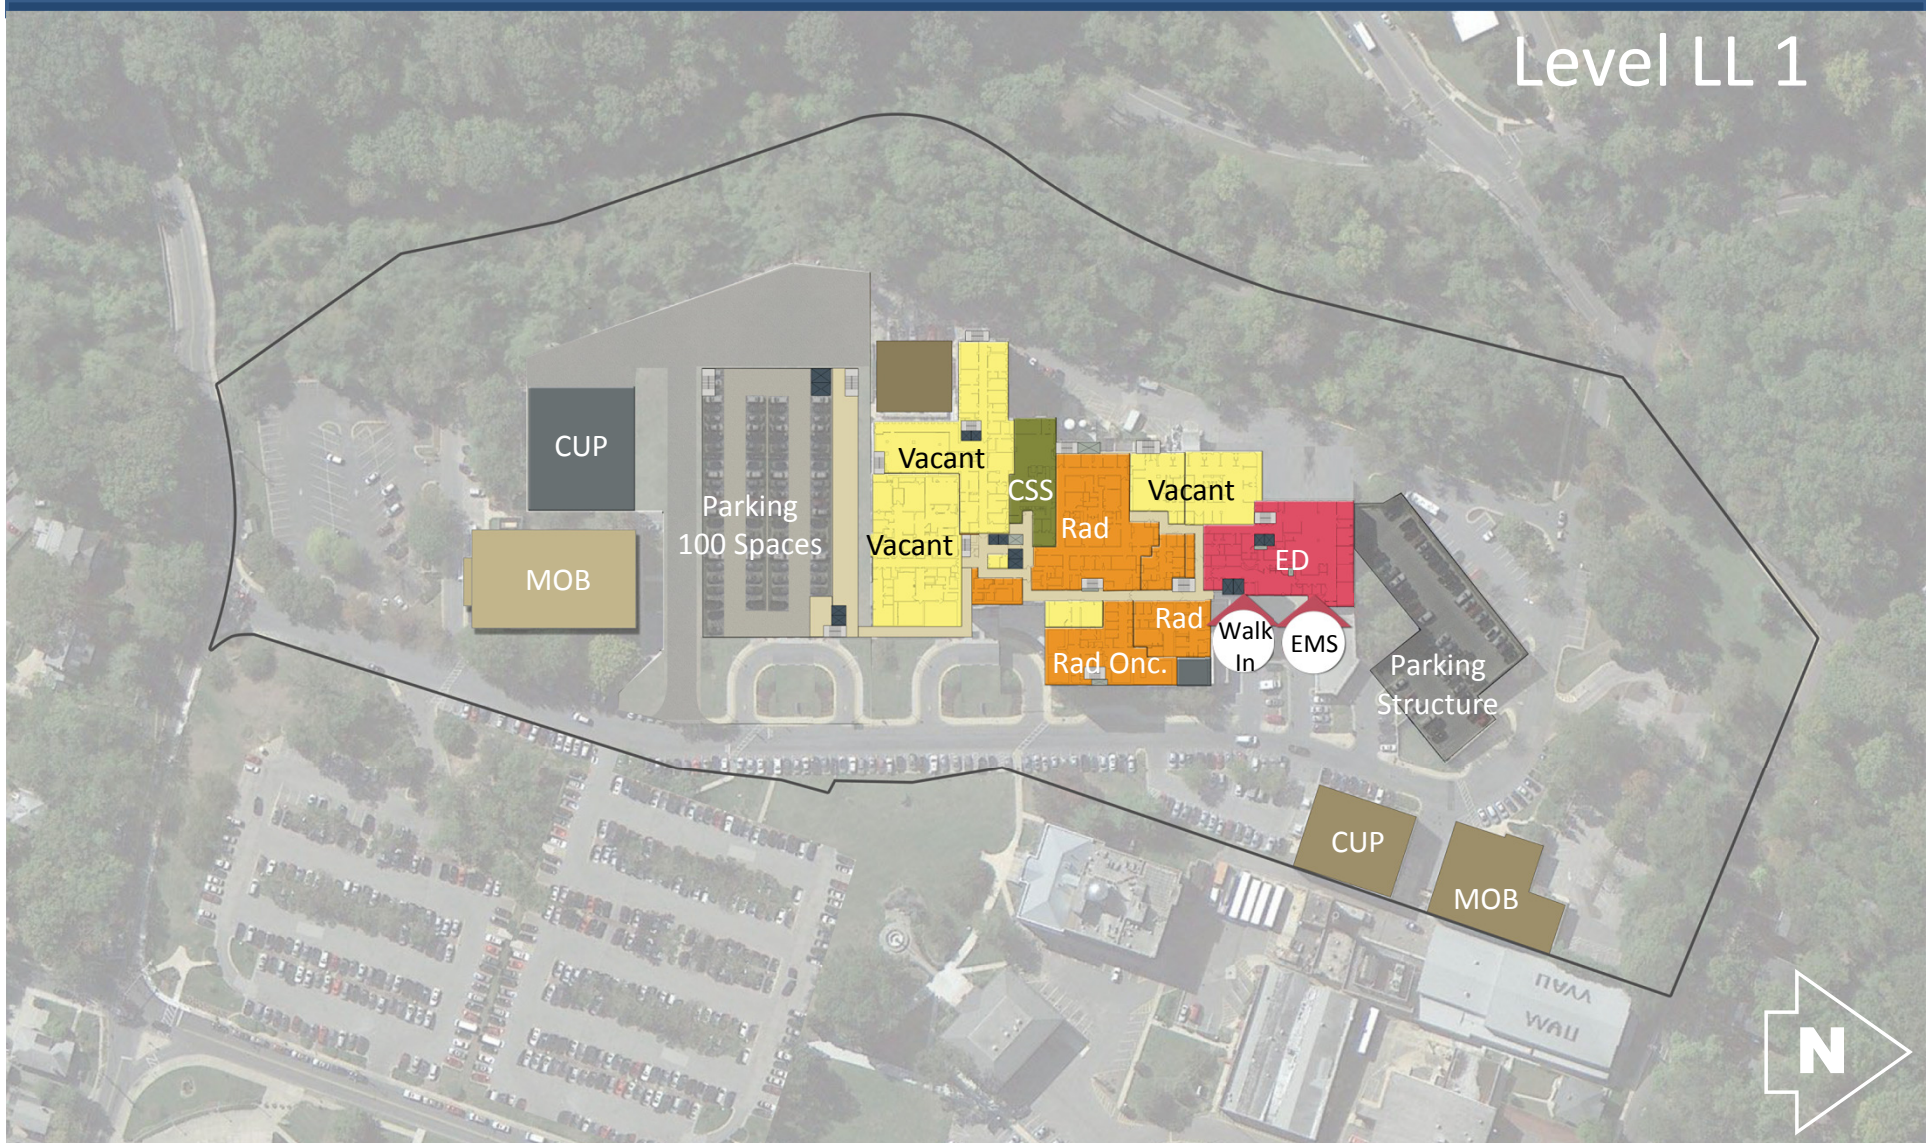 Level LL 1
CUP
MOB
Parking
100 Spaces
Vacant
Vacant
CSS
Rad
Vacant
ED
Rad
Rad Onc.
Walk
In
EMS
Parking
Structure
CUP
MOB
N